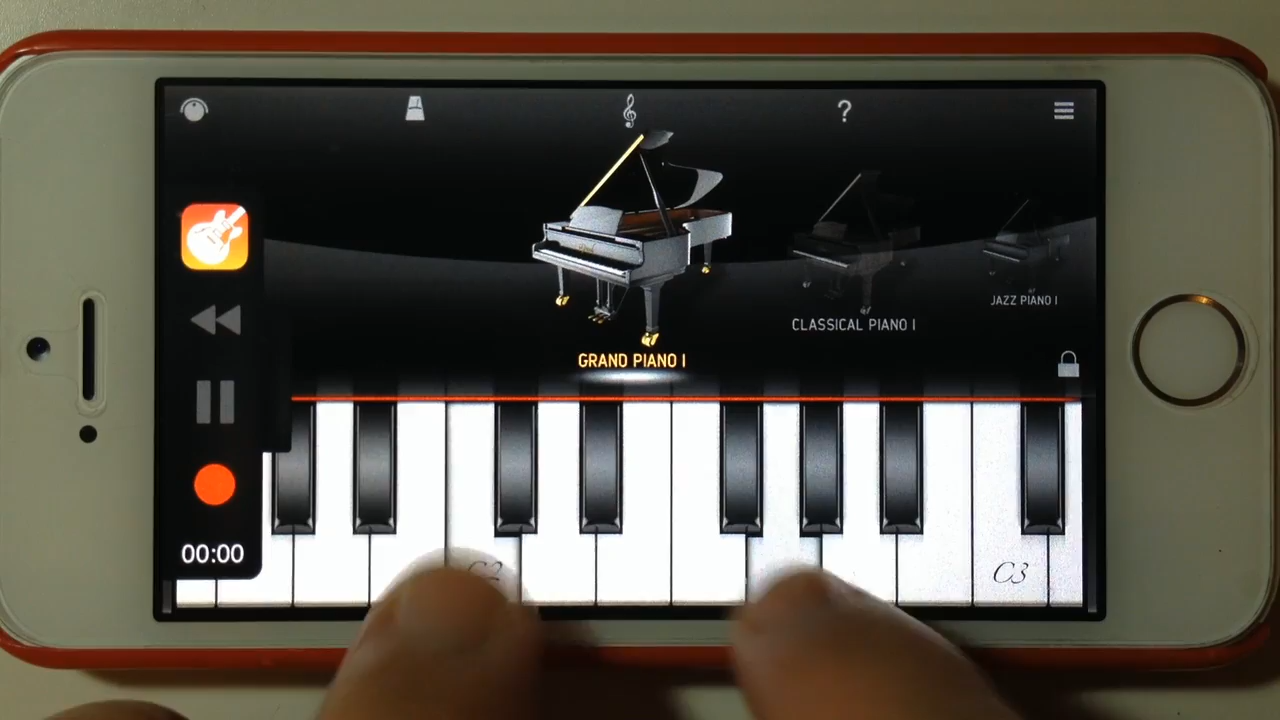 ?
JAZZ PIANO I
CLASSICAL PIANO I
GRAND PIANO I
00:00
C2
C3